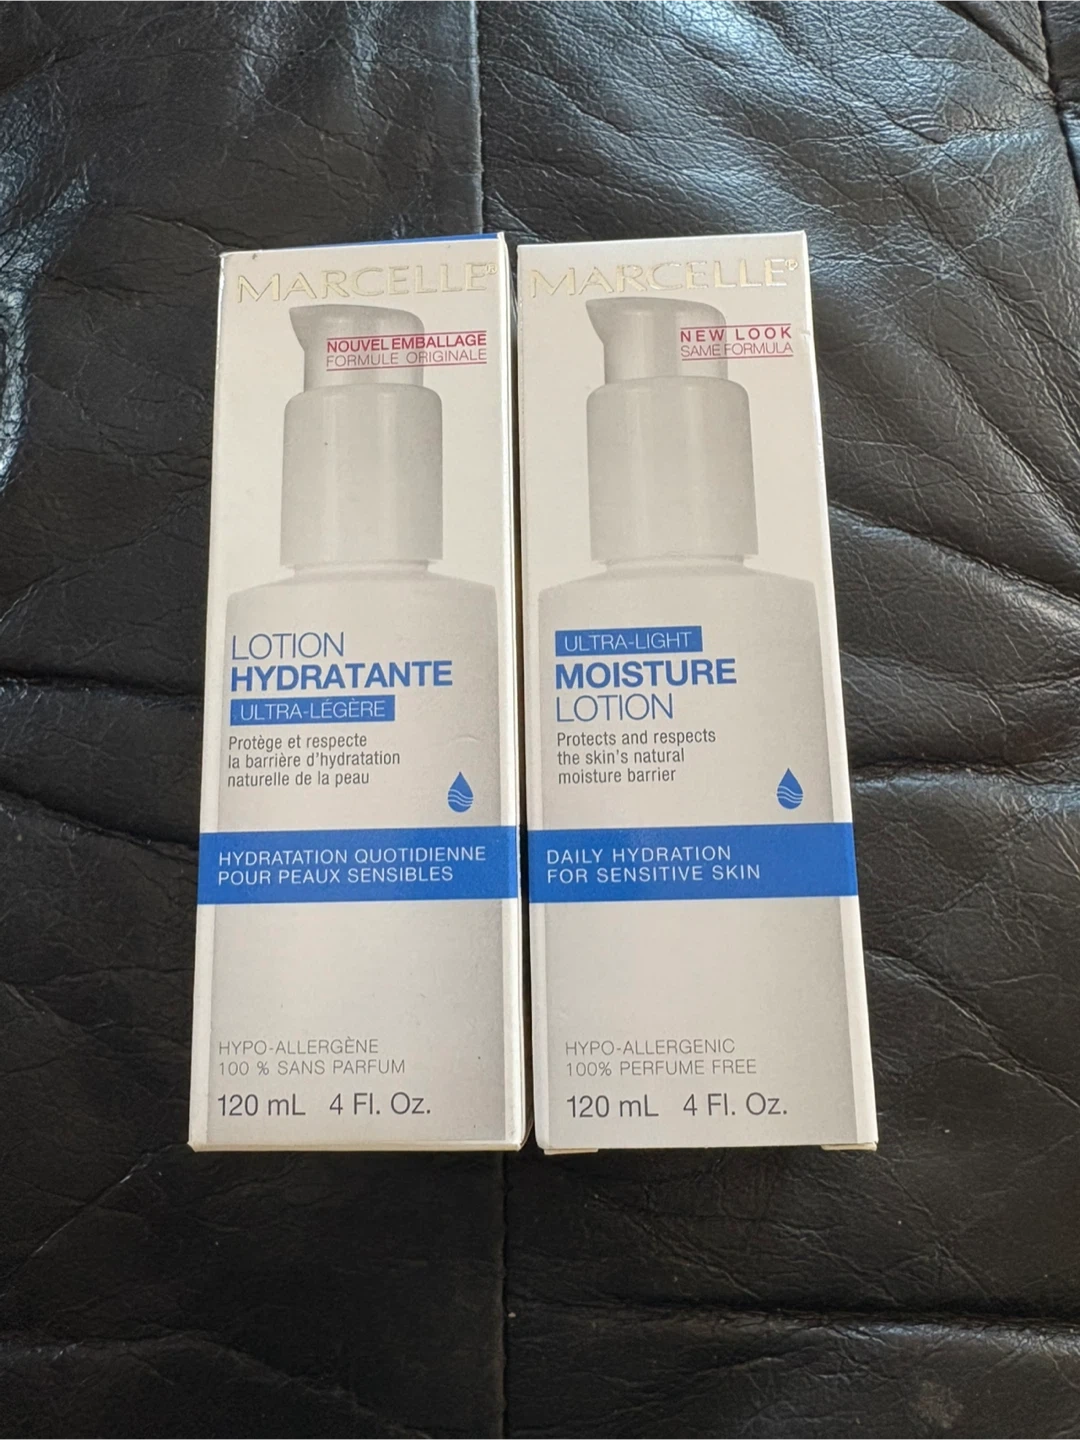 MARCELLE®
NOUVEL EMBALLAGE
FORMULE ORIGINALE
LOTION
HYDRATANTE
ULTRA-LÉGÈRE
Protège et respecte
la barrière d'hydratation
naturelle de la peau
HYDRATATION QUOTIDIENNE
POUR PEAUX SENSIBLES
HYPO-ALLERGÈNE
100 % SANS PARFUM
120 mL 4 Fl. Oz.
MARCELLE®
NEW LOOK
SAME FORMULA
ULTRA-LIGHT
MOISTURE
LOTION
Protects and respects
the skin's natural
moisture barrier
DAILY HYDRATION
FOR SENSITIVE SKIN
HYPO-ALLERGENIC
100% PERFUME FREE
120 mL 4 Fl. Oz.